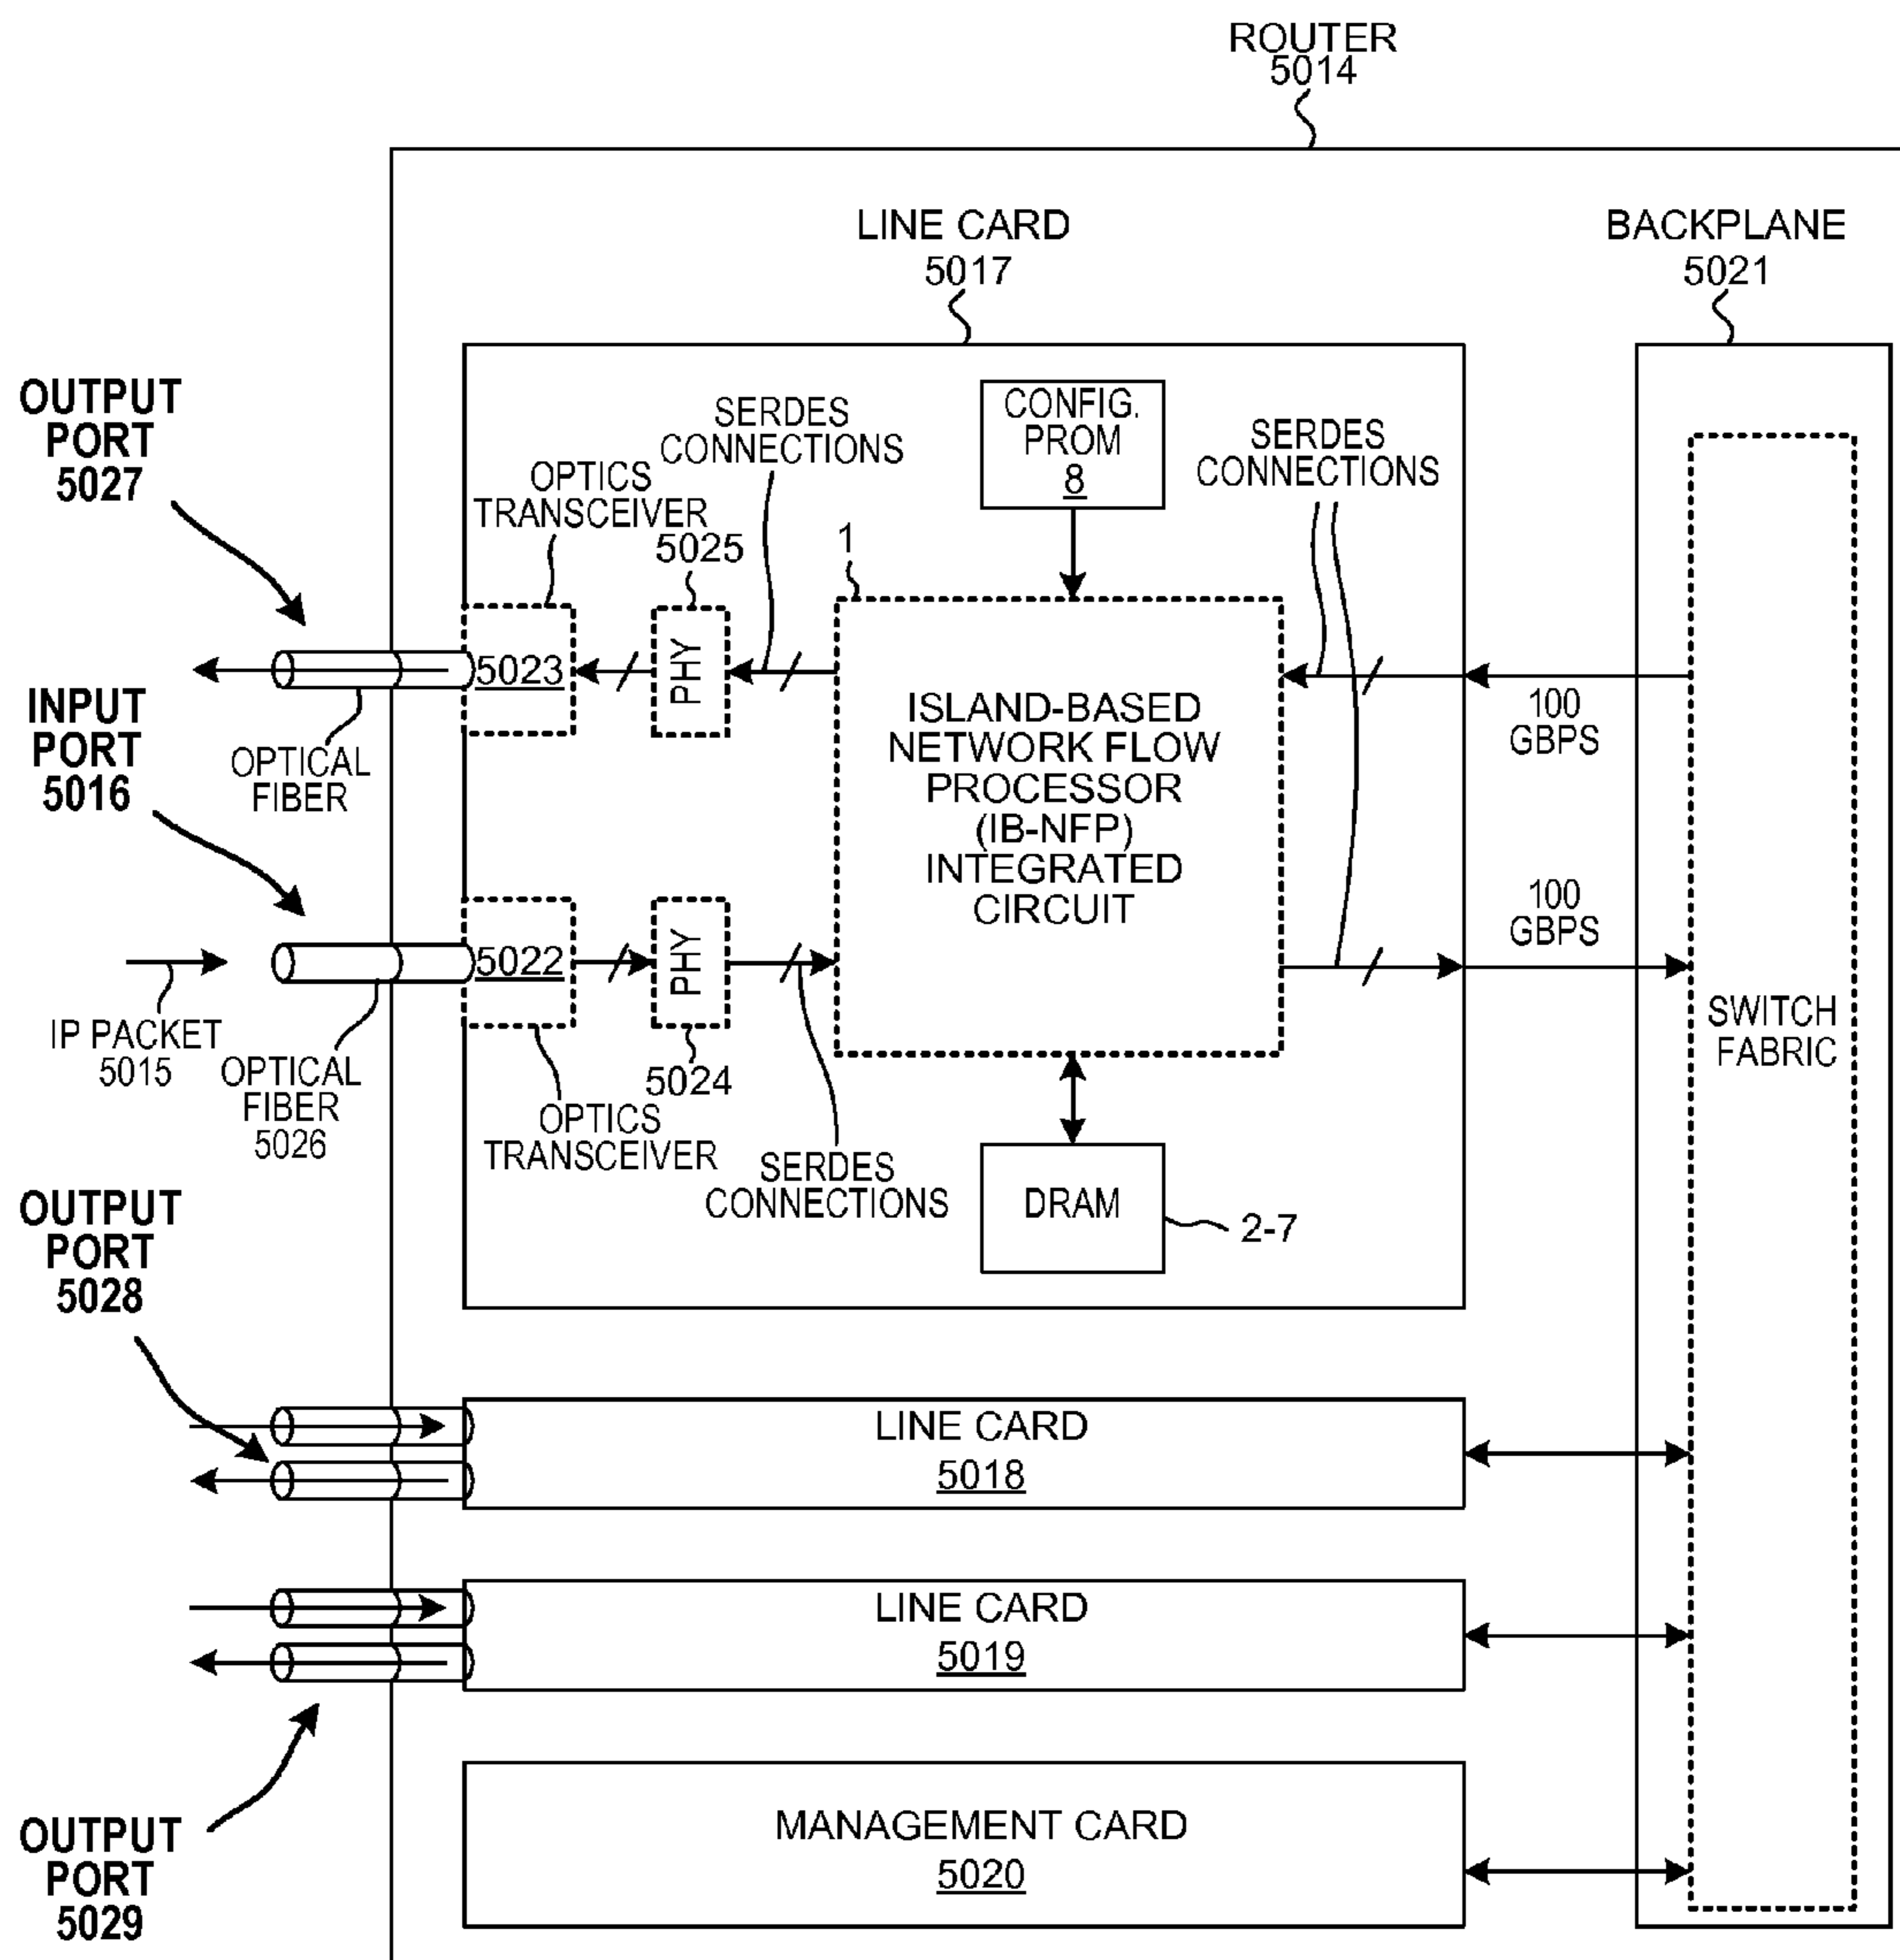 ROUTER
5014
LINE CARD
5017
BACKPLANE
5021
OUTPUT
PORT
5027
SERDES
CONNECTIONS
CONFIG.
PROM
8
SERDES
CONNECTIONS
OPTICS
TRANSCEIVER
5025
1
5023
PHY
OPTICAL
FIBER
ISLAND-BASED
NETWORK FLOW
PROCESSOR
(IB-NFP)
INTEGRATED
CIRCUIT
100
GBPS
INPUT
PORT
5016
100
GBPS
5022
PHY
IP PACKET
5015
OPTICAL
FIBER
5026
5024
OPTICS
TRANSCEIVER
SERDES
CONNECTIONS
SWITCH
FABRIC
DRAM
2-7
OUTPUT
PORT
5028
LINE CARD
5018
LINE CARD
5019
OUTPUT
PORT
5029
MANAGEMENT CARD
5020